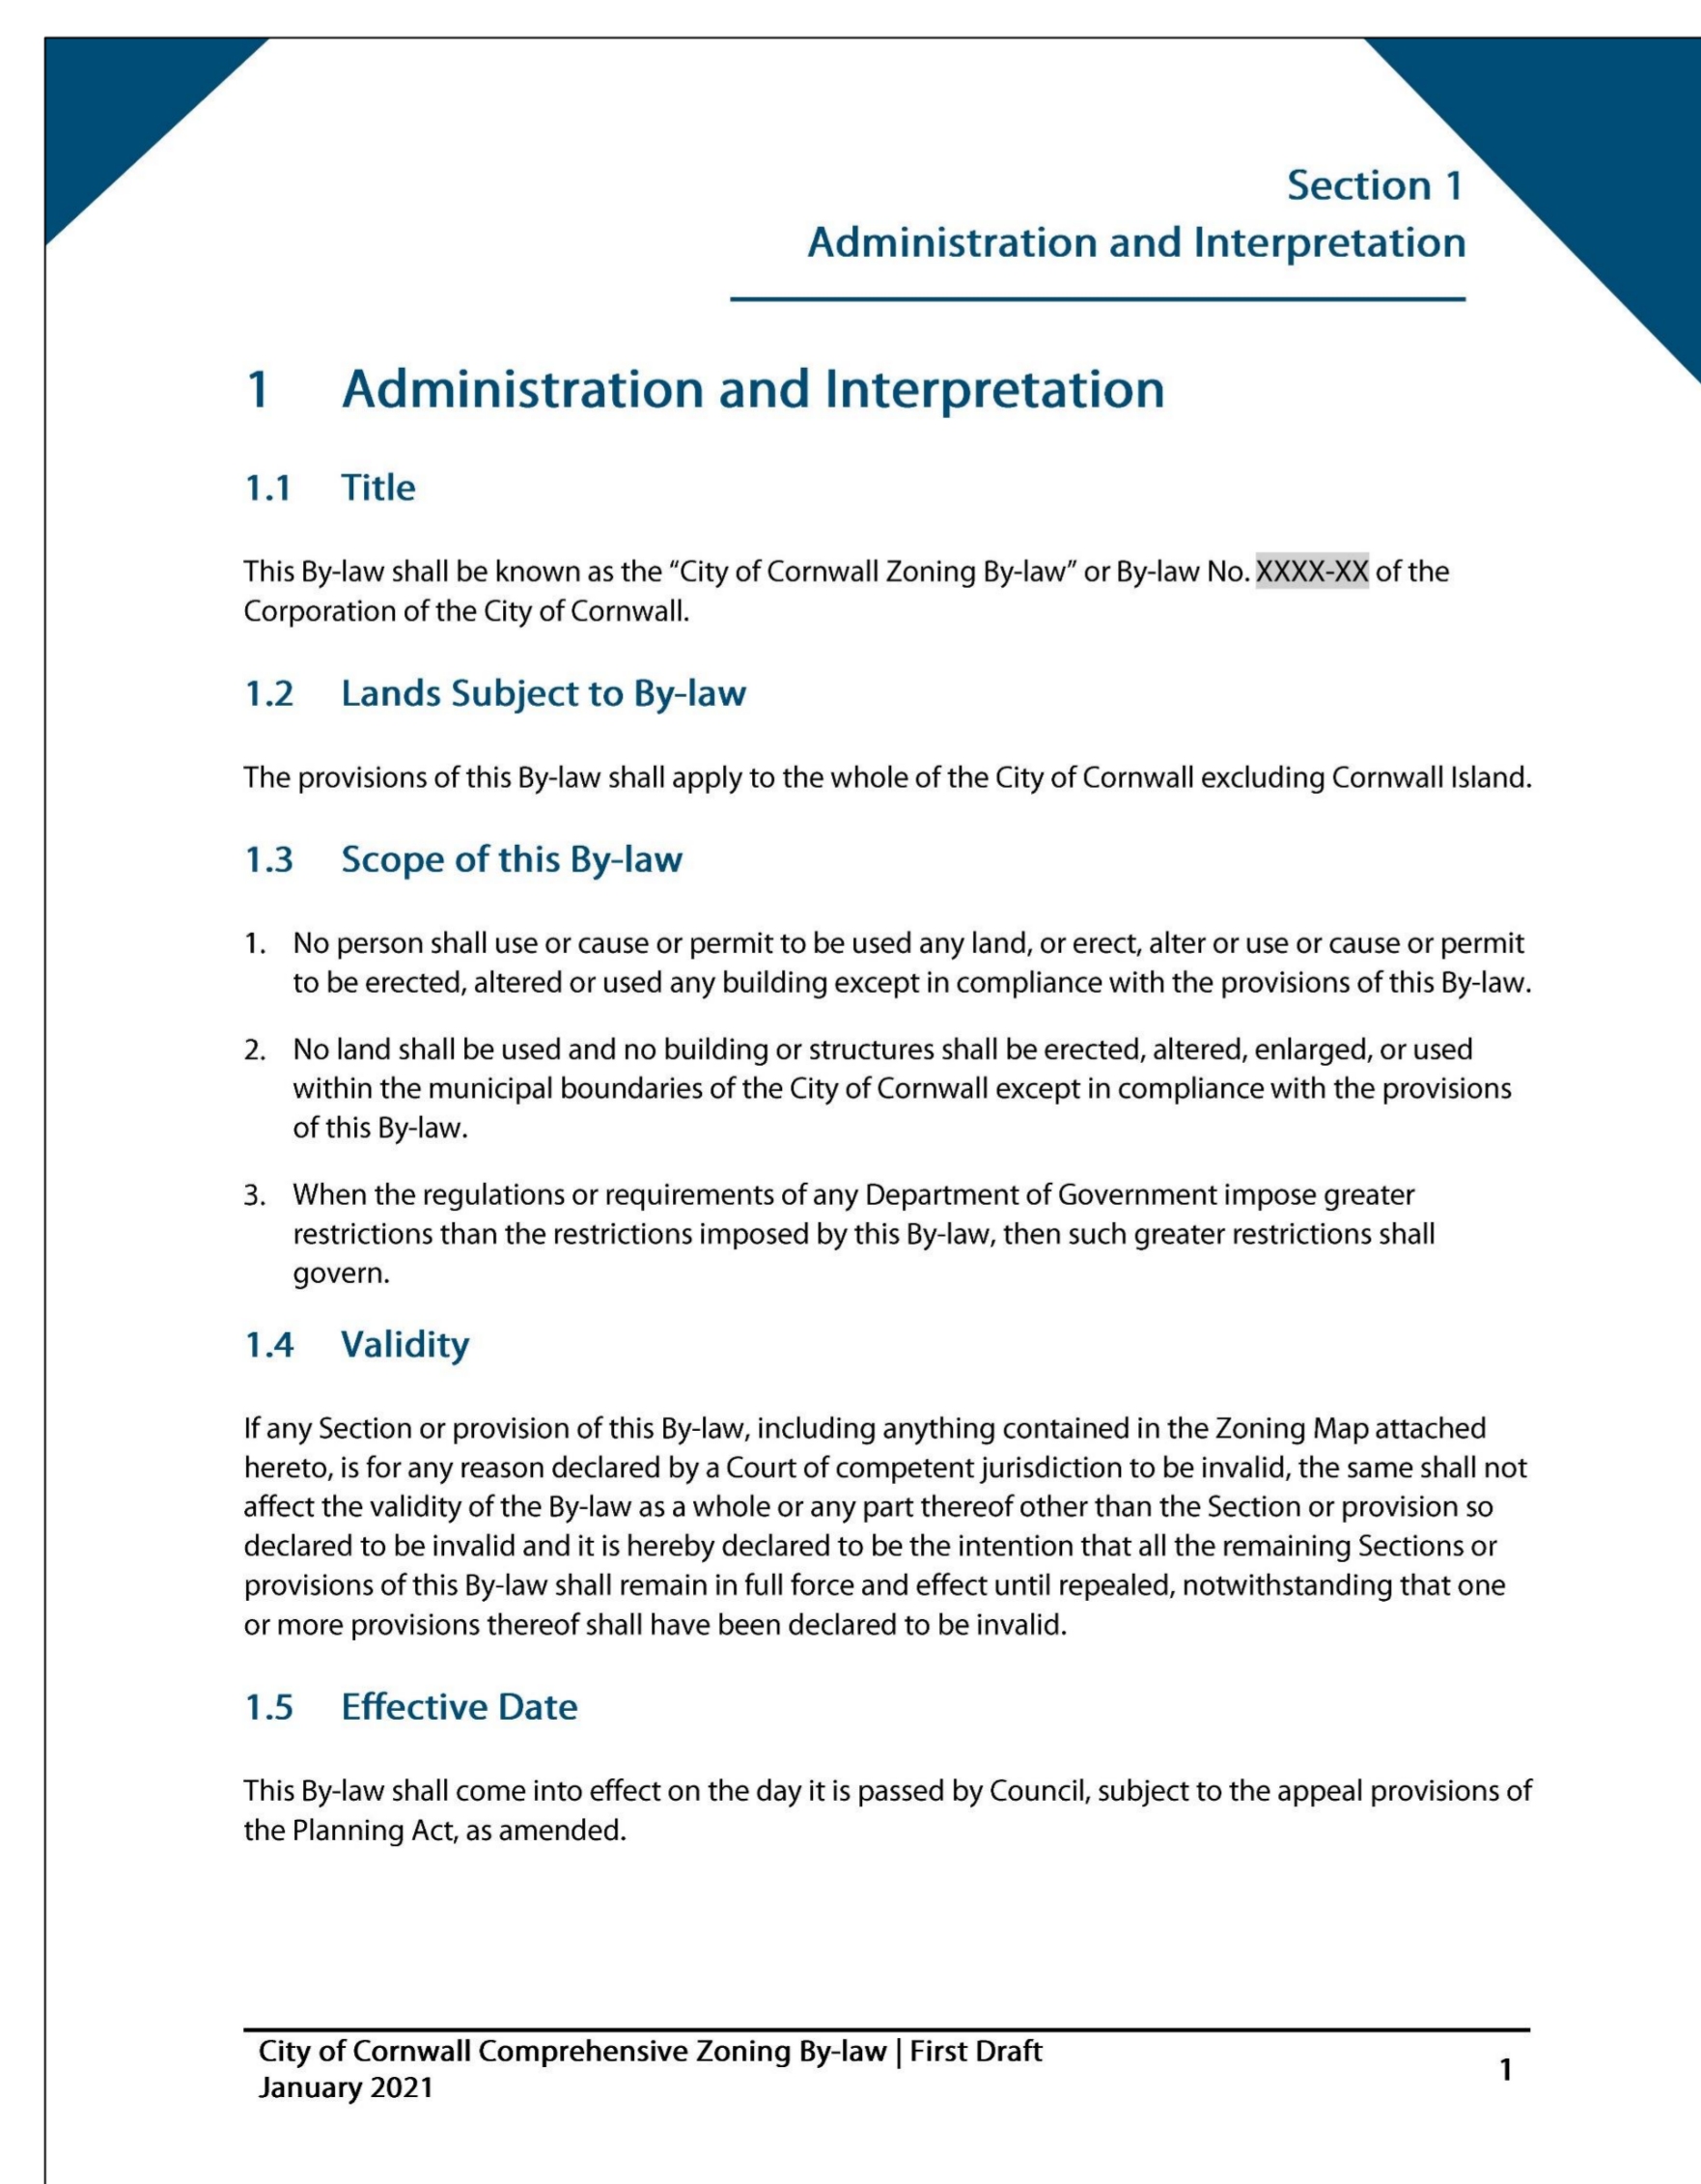 Section 1
Administration and Interpretation
1 Administration and Interpretation
1.1 Title
This By-law shall be known as the “City of Cornwall Zoning By-law” or By-law No. XXXX-XX of the
Corporation of the City of Cornwall.
1.2 Lands Subject to By-law
The provisions of this By-law shall apply to the whole of the City of Cornwall excluding Cornwall Island.
1.3 Scope of this By-law
1. No person shall use or cause or permit to be used any land, or erect, alter or use or cause or permit
to be erected, altered or used any building except in compliance with the provisions of this By-law.
2. No land shall be used and no building or structures shall be erected, altered, enlarged, or used
within the municipal boundaries of the City of Cornwall except in compliance with the provisions
of this By-law.
3. When the regulations or requirements of any Department of Government impose greater
restrictions than the restrictions imposed by this By-law, then such greater restrictions shall
govern.
1.4 Validity
If any Section or provision of this By-law, including anything contained in the Zoning Map attached
hereto, is for any reason declared by a Court of competent jurisdiction to be invalid, the same shall not
affect the validity of the By-law as a whole or any part thereof other than the Section or provision so
declared to be invalid and it is hereby declared to be the intention that all the remaining Sections or
provisions of this By-law shall remain in full force and effect until repealed, notwithstanding that one
or more provisions thereof shall have been declared to be invalid.
1.5 Effective Date
This By-law shall come into effect on the day it is passed by Council, subject to the appeal provisions of
the Planning Act, as amended.
City of Cornwall Comprehensive Zoning By-law | First Draft
January 2021
1